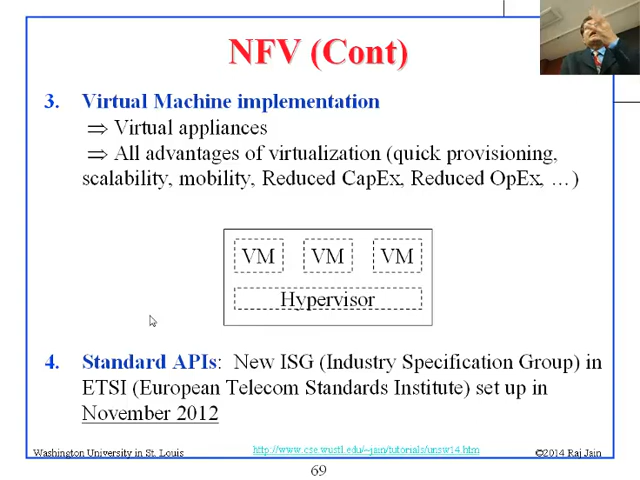 NFV (Cont)
3. Virtual Machine implementation
⇒ Virtual appliances
⇒ All advantages of virtualization (quick provisioning,
scalability, mobility, Reduced CapEx, Reduced OpEx, …)
VM VM VM
Hypervisor
4. Standard APIs: New ISG (Industry Specification Group) in
ETSI (European Telecom Standards Institute) set up in
November 2012
Washington University in St. Louis http://www.cse.wustl.edu/~jain/tutorials/unsw14.htm ©2014 Raj Jain
69